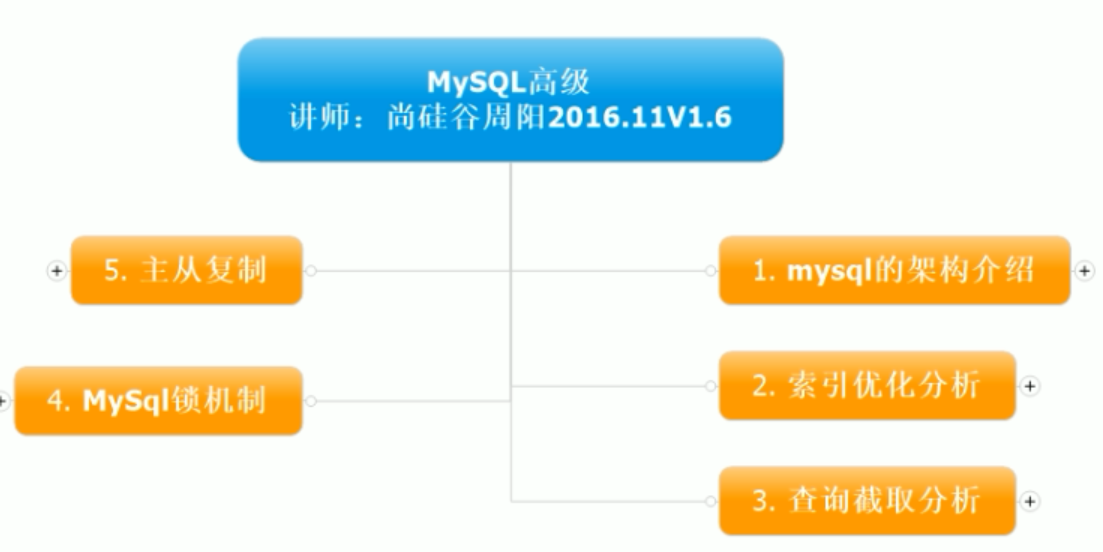 MySQL高级
讲师：尚硅谷周阳2016.11V1.6
1. mysql的架构介绍
2. 索引优化分析
3. 查询截取分析
4. MySql锁机制
5. 主从复制